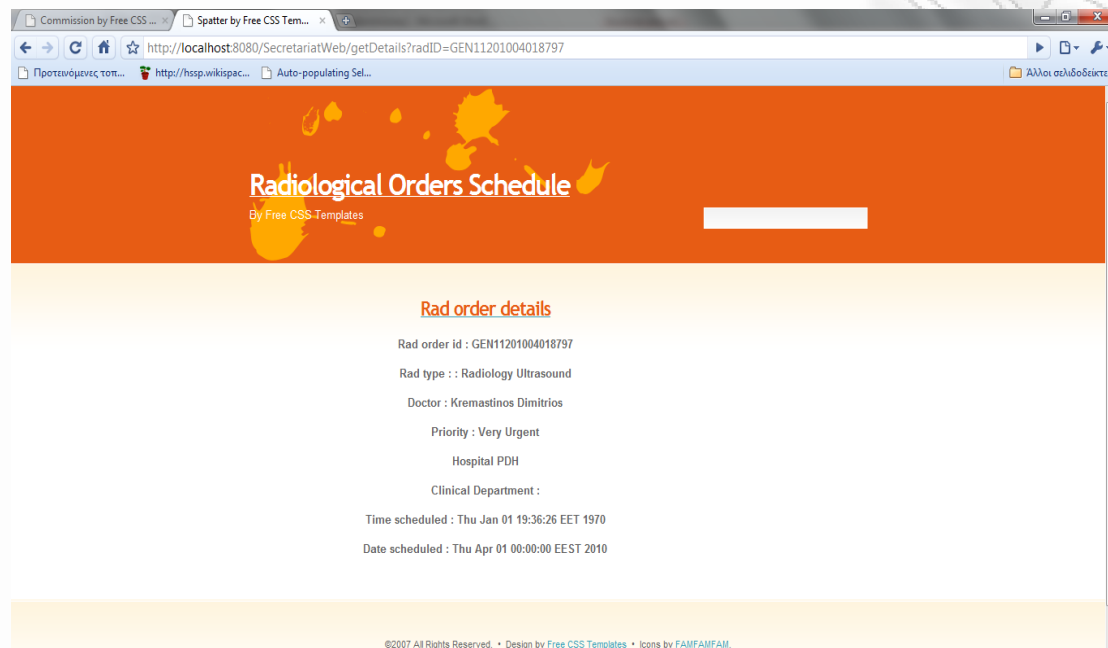 Commission by Free CSS ...
Spatter by Free CSS Tem...
http://localhost:8080/SecretariatWeb/getDetails?radID=GEN11201004018797
Προτεινόμενες τοπ...
http://hssp.wikispac...
Auto-populating Sel...
Άλλοι σελιδοδείκτε
Radiological Orders Schedule
By Free CSS Templates
Rad order details
Rad order id : GEN11201004018797
Rad type : : Radiology Ultrasound
Doctor : Kremastinos Dimitrios
Priority : Very Urgent
Hospital PDH
Clinical Department :
Time scheduled : Thu Jan 01 19:36:26 EET 1970
Date scheduled : Thu Apr 01 00:00:00 EEST 2010
©2007 All Rights Reserved. • Design by Free CSS Templates • Icons by FAMFAMFAM.